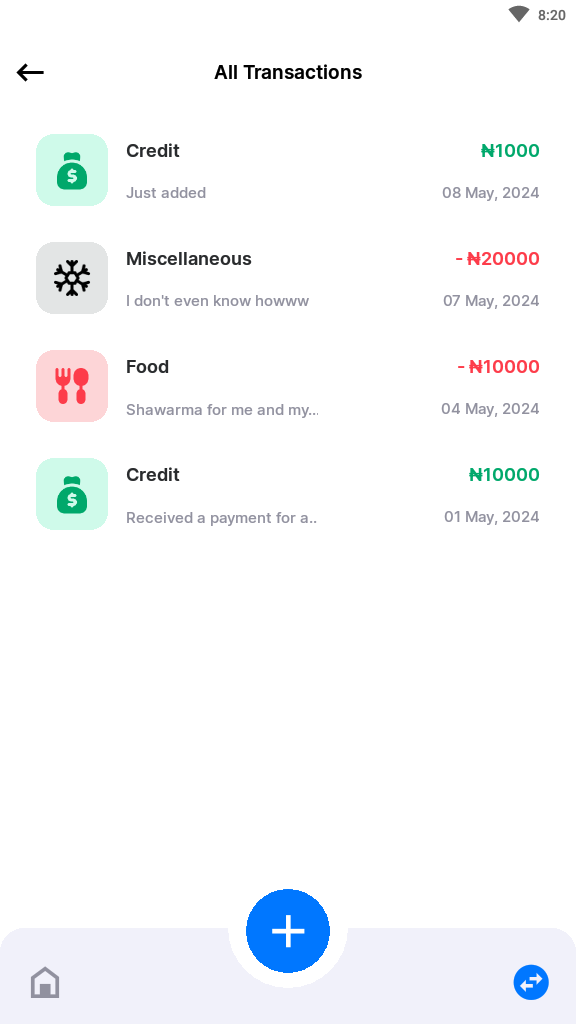 8:20
All Transactions
Credit ₦1000
Just added 08 May, 2024
Miscellaneous - ₦20000
I don't even know howww 07 May, 2024
Food - ₦10000
Shawarma for me and my... 04 May, 2024
Credit ₦10000
Received a payment for a.. 01 May, 2024